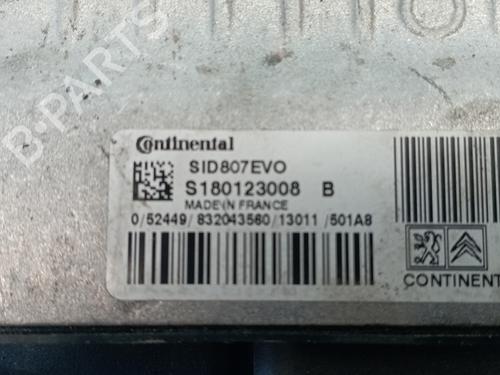 B-PARTS
Continental
SID807EVO
S180123008 B
MADE IN FRANCE
0/52449/832043560/13011/501A8
CONTINENT